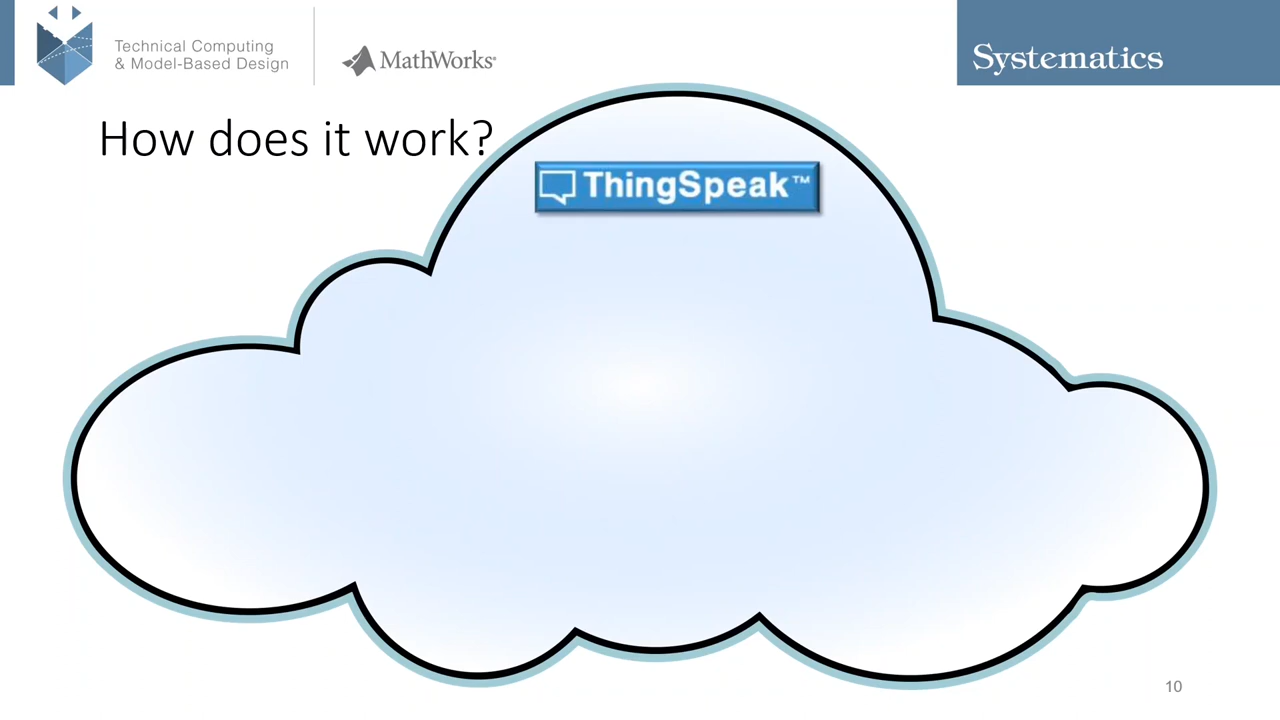 Technical Computing
& Model-Based Design
MathWorks®
Systematics
How does it work?
ThingSpeak™
10